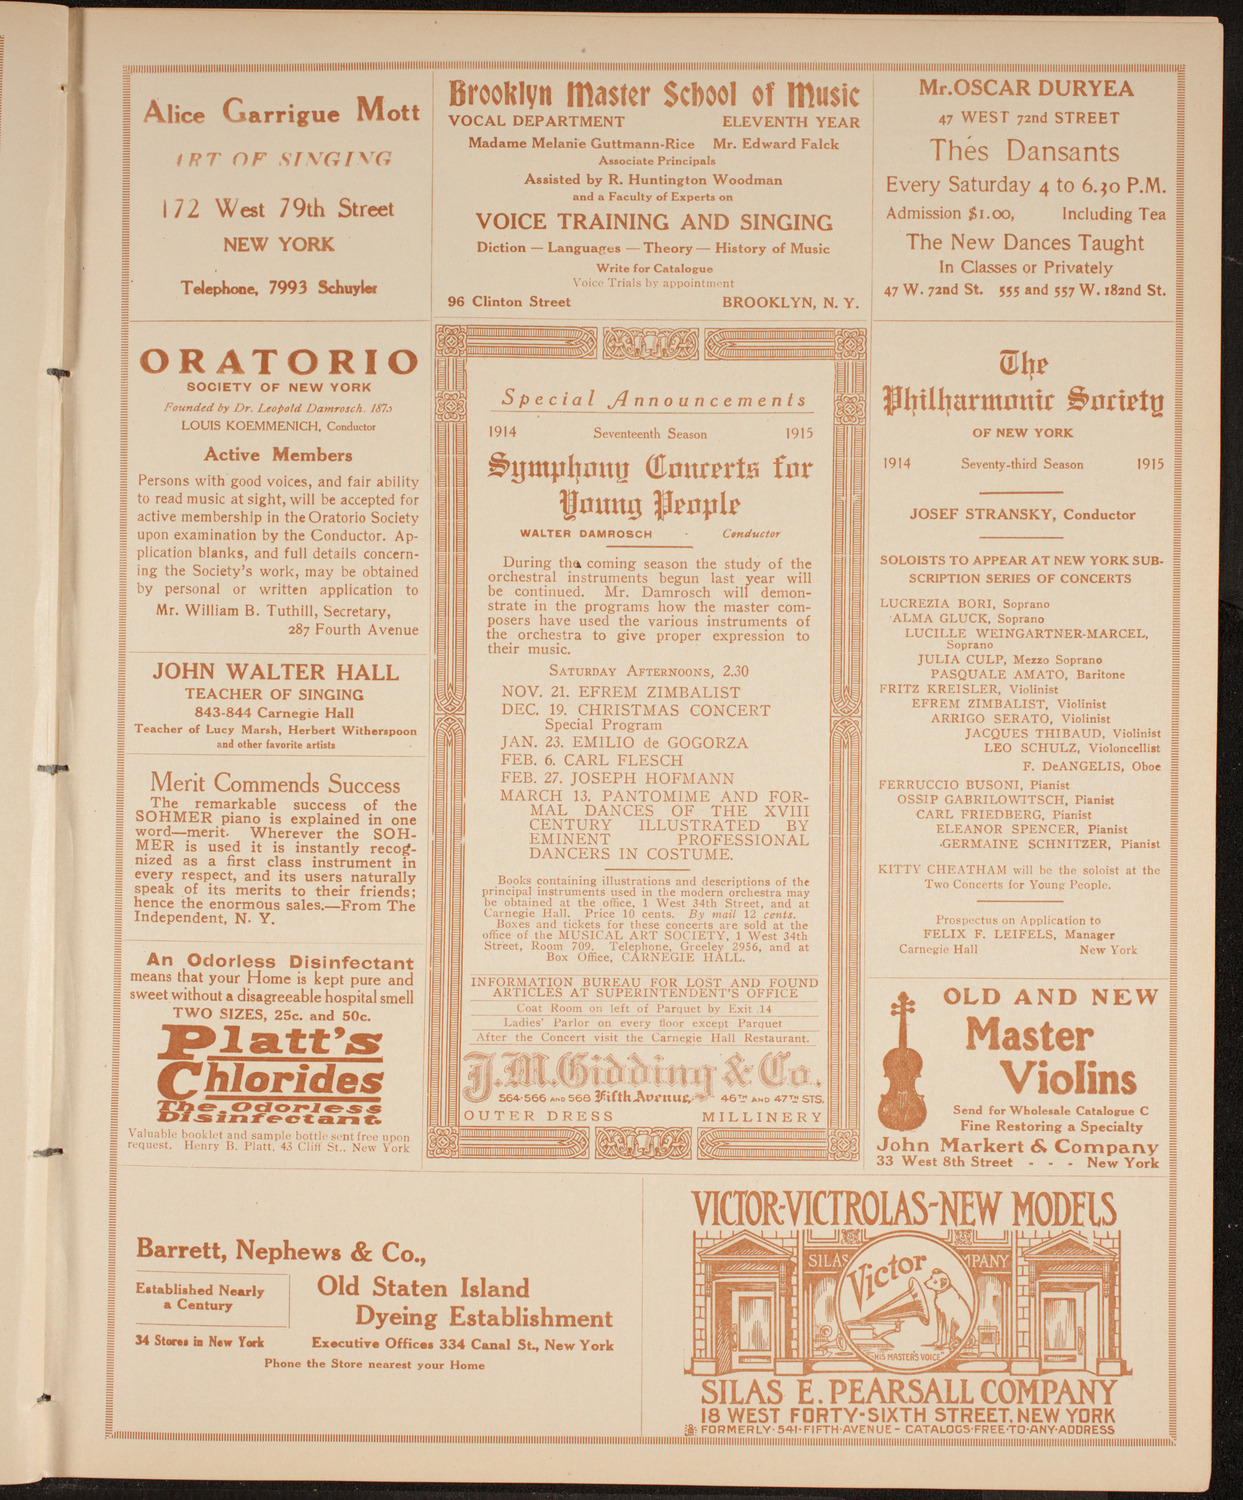 Alice Garrigue Mott
ART OF SINGING
172 West 79th Street
NEW YORK
Telephone, 7993 Schuyler
Brooklyn Master School of Music
VOCAL DEPARTMENT ELEVENTH YEAR
Madame Melanie Guttmann-Rice Mr. Edward Falck
Associate Principals
Assisted by R. Huntington Woodman
and a Faculty of Experts on
VOICE TRAINING AND SINGING
Diction — Languages — Theory — History of Music
Write for Catalogue
Voice Trials by appointment
96 Clinton Street BROOKLYN, N. Y.
Mr. OSCAR DURYEA
47 WEST 72nd STREET
Thés Dansants
Every Saturday 4 to 6.30 P.M.
Admission $1.00, Including Tea
The New Dances Taught
In Classes or Privately
47 W. 72nd St. 555 and 557 W. 182nd St.
ORATORIO
SOCIETY OF NEW YORK
Founded by Dr. Leopold Damrosch, 1873
LOUIS KOEMMENICH, Conductor
Active Members
Persons with good voices, and fair ability
to read music at sight, will be accepted for
active membership in the Oratorio Society
upon examination by the Conductor. Ap-
plication blanks, and full details concern-
ing the Society's work, may be obtained
by personal or written application to
Mr. William B. Tuthill, Secretary,
287 Fourth Avenue
JOHN WALTER HALL
TEACHER OF SINGING
843-844 Carnegie Hall
Teacher of Lucy Marsh, Herbert Witherspoon
and other favorite artists
Merit Commends Success
The remarkable success of the
SOHMER piano is explained in one
word—merit. Wherever the SOH-
MER is used it is instantly recog-
nized as a first class instrument in
every respect, and its users naturally
speak of its merits to their friends;
hence the enormous sales.—From The
Independent, N. Y.
An Odorless Disinfectant
means that your Home is kept pure and
sweet without a disagreeable hospital smell
TWO SIZES, 25c. and 50c.
Platt's
Chlorides
The Odorless
Disinfectant.
Valuable booklet and sample bottle sent free upon
request. Henry B. Platt, 43 Cliff St., New York
Special Announcements
1914 Seventeenth Season 1915
Symphony Concerts for
Young People
WALTER DAMROSCH - Conductor
During the coming season the study of the
orchestral instruments begun last year will
be continued. Mr. Damrosch will demon-
strate in the programs how the master com-
posers have used the various instruments of
the orchestra to give proper expression to
their music.
SATURDAY AFTERNOONS, 2.30
NOV. 21. EFREM ZIMBALIST
DEC. 19. CHRISTMAS CONCERT
Special Program
JAN. 23. EMILIO de GOGORZA
FEB. 6. CARL FLESCH
FEB. 27. JOSEPH HOFMANN
MARCH 13. PANTOMIME AND FOR-
MAL DANCES OF THE XVIII
CENTURY ILLUSTRATED BY
EMINENT PROFESSIONAL
DANCERS IN COSTUME.
Books containing illustrations and descriptions of the
principal instruments used in the modern orchestra may
be obtained at the office, 1 West 34th Street, and at
Carnegie Hall. Price 10 cents. By mail 12 cents.
Boxes and tickets for these concerts are sold at the
office of the MUSICAL ART SOCIETY, 1 West 34th
Street, Room 709. Telephone, Greeley 2956, and at
Box Office, CARNEGIE HALL.
INFORMATION BUREAU FOR LOST AND FOUND
ARTICLES AT SUPERINTENDENT'S OFFICE
Coat Room on left of Parquet by Exit 14
Ladies' Parlor on every floor except Parquet
After the Concert visit the Carnegie Hall Restaurant.
J.M. Gidding & Co.
564-566 AND 568 Fifth Avenue, 46TH AND 47TH STS.
OUTER DRESS MILLINERY
The
Philharmonic Society
OF NEW YORK
1914 Seventy-third Season 1915
JOSEF STRANSKY, Conductor
SOLOISTS TO APPEAR AT NEW YORK SUB-
SCRIPTION SERIES OF CONCERTS
LUCREZIA BORI, Soprano
ALMA GLUCK, Soprano
LUCILLE WEINGARTNER-MARCEL,
Soprano
JULIA CULP, Mezzo Soprano
PASQUALE AMATO, Baritone
FRITZ KREISLER, Violinist
EFREM ZIMBALIST, Violinist
ARRIGO SERATO, Violinist
JACQUES THIBAUD, Violinist
LEO SCHULZ, Violoncellist
F. DeANGELIS, Oboe
FERRUCCIO BUSONI, Pianist
OSSIP GABRILOWITSCH, Pianist
CARL FRIEDBERG, Pianist
ELEANOR SPENCER, Pianist
GERMAINE SCHNITZER, Pianist
KITTY CHEATHAM will be the soloist at the
Two Concerts for Young People.
Prospectus on Application to
FELIX F. LEIFELS, Manager
Carnegie Hall New York
OLD AND NEW
Master
Violins
Send for Wholesale Catalogue C
Fine Restoring a Specialty
John Markert & Company
33 West 8th Street - - - New York
Barrett, Nephews & Co.,
Established Nearly
a Century
Old Staten Island
Dyeing Establishment
34 Stores in New York
Executive Offices 334 Canal St., New York
Phone the Store nearest your Home
VICTOR-VICTROLAS-NEW MODELS
SILAS MPANY
Victor
"HIS MASTER'S VOICE"
SILAS E. PEARSALL COMPANY
18 WEST FORTY-SIXTH STREET, NEW YORK
FORMERLY·541·FIFTH·AVENUE - CATALOGS·FREE·TO·ANY·ADDRESS